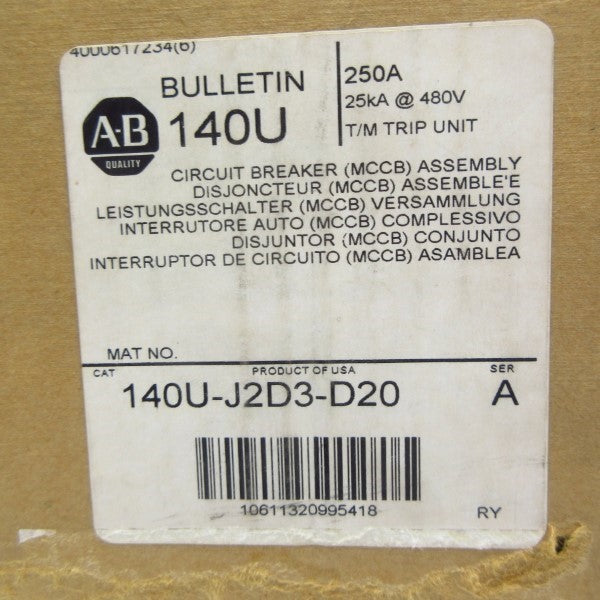 4000617234(6)
BULLETIN
140U
A-B
QUALITY
250A
25kA @ 480V
T/M TRIP UNIT
CIRCUIT BREAKER (MCCB) ASSEMBLY
DISJONCTEUR (MCCB) ASSEMBLE'E
LEISTUNGSSCHALTER (MCCB) VERSAMMLUNG
INTERRUTORE AUTO (MCCB) COMPLESSIVO
DISJUNTOR (MCCB) CONJUNTO
INTERRUPTOR DE CIRCUITO (MCCB) ASAMBLEA
MAT NO.
CAT PRODUCT OF USA SER
140U-J2D3-D20 A
10611320995418 RY